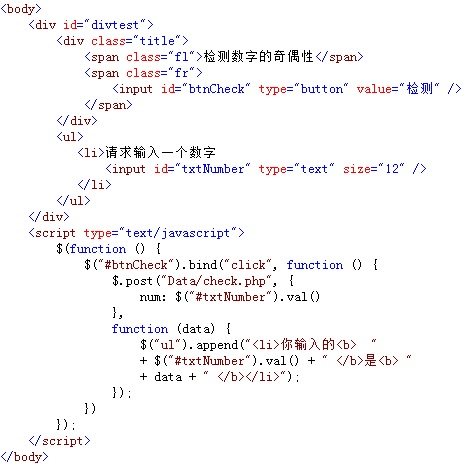 <body>
    <div id="divtest">
        <div class="title">
            <span class="fl">检测数字的奇偶性</span>
            <span class="fr">
                <input id="btnCheck" type="button" value="检测" />
            </span>
        </div>
        <ul>
           <li>请求输入一个数字
               <input id="txtNumber" type="text" size="12" />
           </li>
        </ul>
    </div>
    <script type="text/javascript">
        $(function () {
            $("#btnCheck").bind("click", function () {
                $.post("Data/check.php", {
                    num: $("#txtNumber").val()
                },
                function (data) {
                    $("ul").append("<li>你输入的<b>  "
                    + $("#txtNumber").val() + " </b>是<b> "
                    + data + " </b></li>");
                });
            })
        });
    </script>
</body>